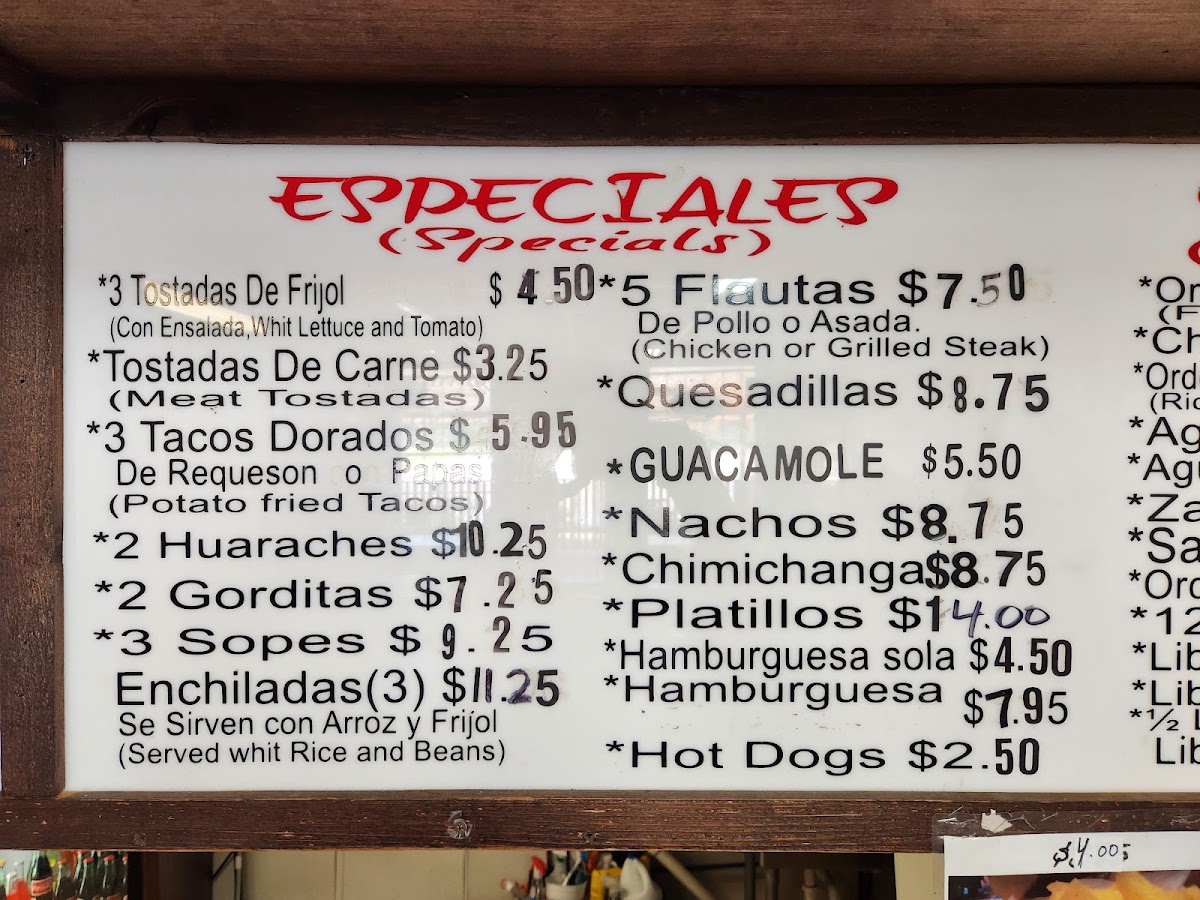 ESPECIALES
(Specials)
*3 Tostadas De Frijol $ 4.50
(Con Ensalada,Whit Lettuce and Tomato)
*Tostadas De Carne $3.25
(Meat Tostadas)
*3 Tacos Dorados $ 5.95
De Requeson o Papas
(Potato fried Tacos)
*2 Huaraches $10.25
*2 Gorditas $7.25
*3 Sopes $ 9.25
Enchiladas(3) $11.25
Se Sirven con Arroz y Frijol
(Served whit Rice and Beans)
*5 Flautas $7.50
De Pollo o Asada.
(Chicken or Grilled Steak)
*Quesadillas $8.75
*GUACAMOLE $5.50
*Nachos $8.75
*Chimichanga$8.75
*Platillos $14.00
*Hamburguesa sola $4.50
*Hamburguesa $7.95
*Hot Dogs $2.50